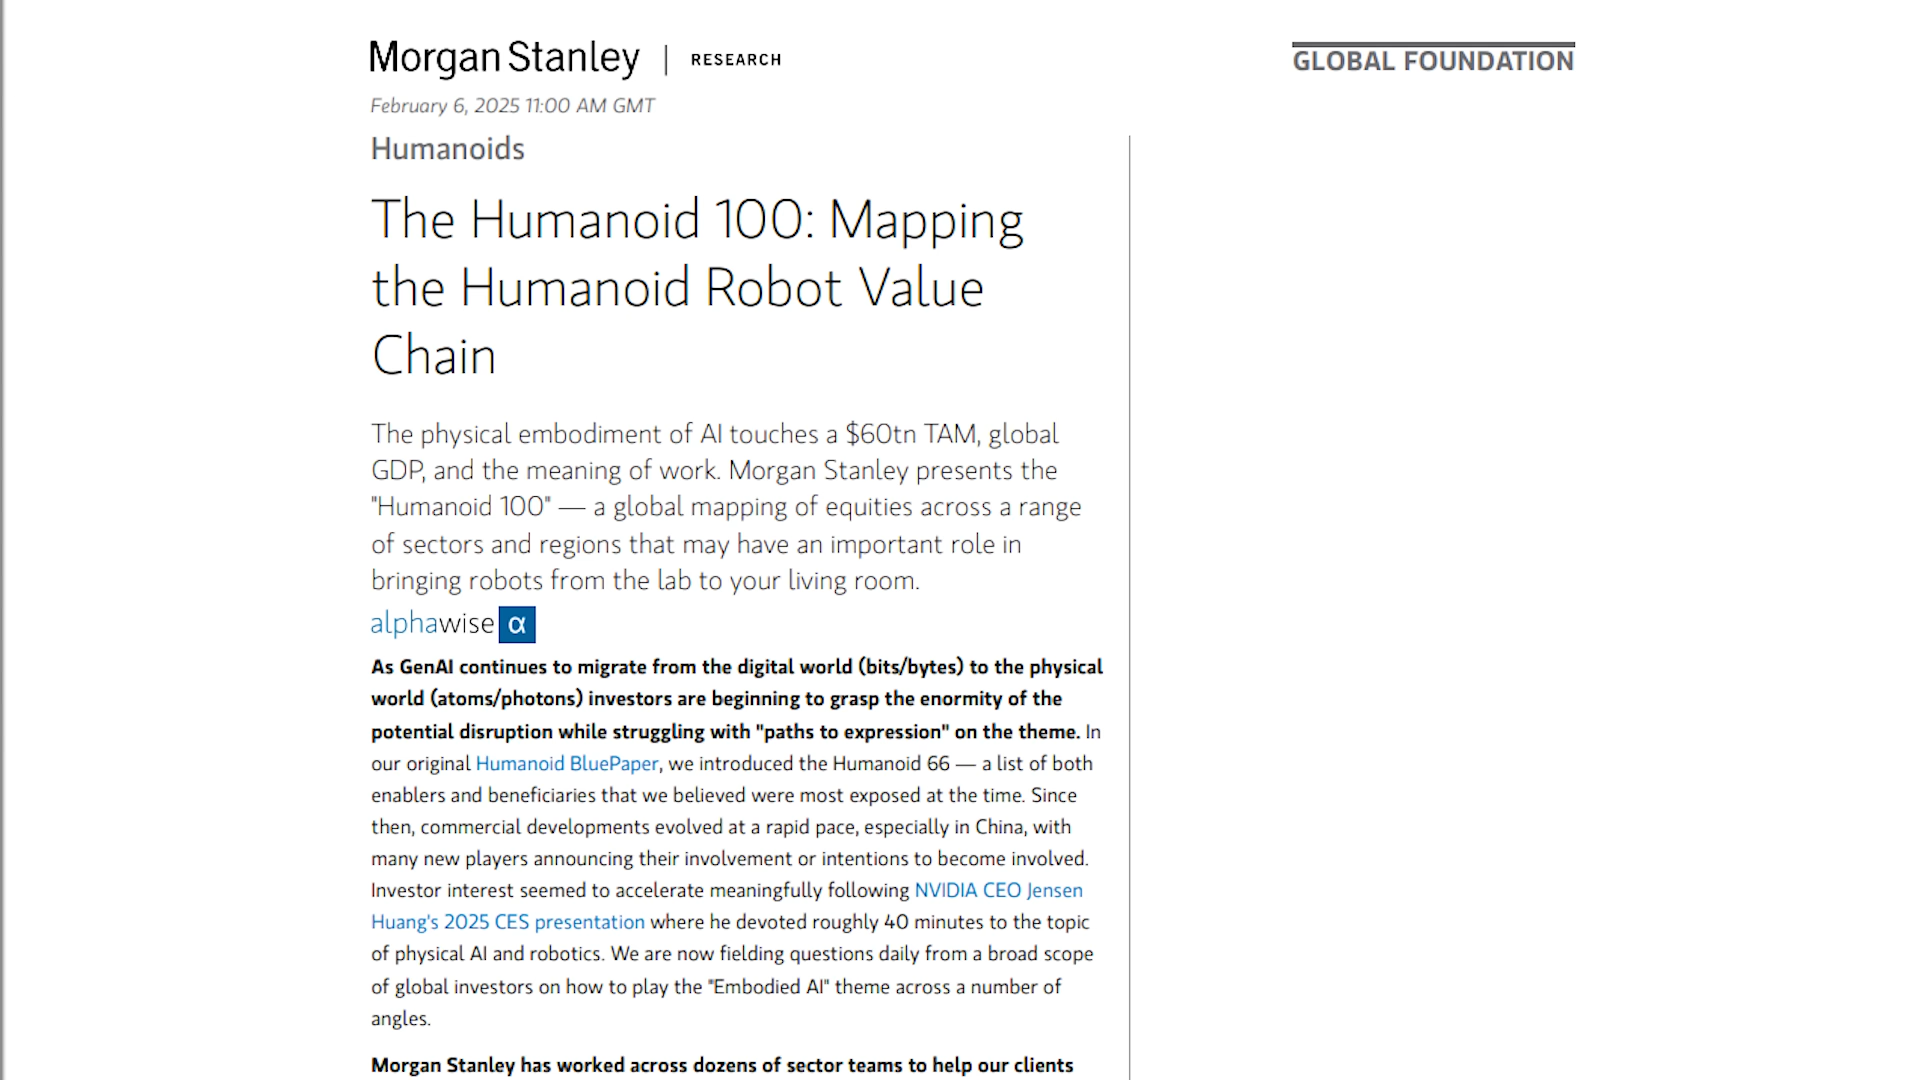 Morgan Stanley | RESEARCH
GLOBAL FOUNDATION
February 6, 2025 11:00 AM GMT
Humanoids
The Humanoid 100: Mapping
the Humanoid Robot Value
Chain
The physical embodiment of AI touches a $60tn TAM, global
GDP, and the meaning of work. Morgan Stanley presents the
"Humanoid 100" — a global mapping of equities across a range
of sectors and regions that may have an important role in
bringing robots from the lab to your living room.
alphawise α
As GenAI continues to migrate from the digital world (bits/bytes) to the physical
world (atoms/photons) investors are beginning to grasp the enormity of the
potential disruption while struggling with "paths to expression" on the theme. In
our original Humanoid BluePaper, we introduced the Humanoid 66 — a list of both
enablers and beneficiaries that we believed were most exposed at the time. Since
then, commercial developments evolved at a rapid pace, especially in China, with
many new players announcing their involvement or intentions to become involved.
Investor interest seemed to accelerate meaningfully following NVIDIA CEO Jensen
Huang's 2025 CES presentation where he devoted roughly 40 minutes to the topic
of physical AI and robotics. We are now fielding questions daily from a broad scope
of global investors on how to play the "Embodied AI" theme across a number of
angles.
Morgan Stanley has worked across dozens of sector teams to help our clients